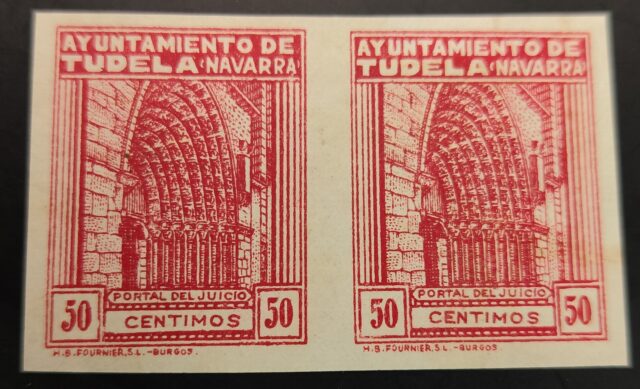 AYUNTAMIENTO DE
TUDELA (NAVARRA)
PORTAL DEL JUICIO
50 CENTIMOS 50
H.B. FOURNIER, S.L. - BURGOS.
AYUNTAMIENTO DE
TUDELA (NAVARRA)
PORTAL DEL JUICIO
50 CENTIMOS 50
H.B. FOURNIER, S.L. - BURGOS.